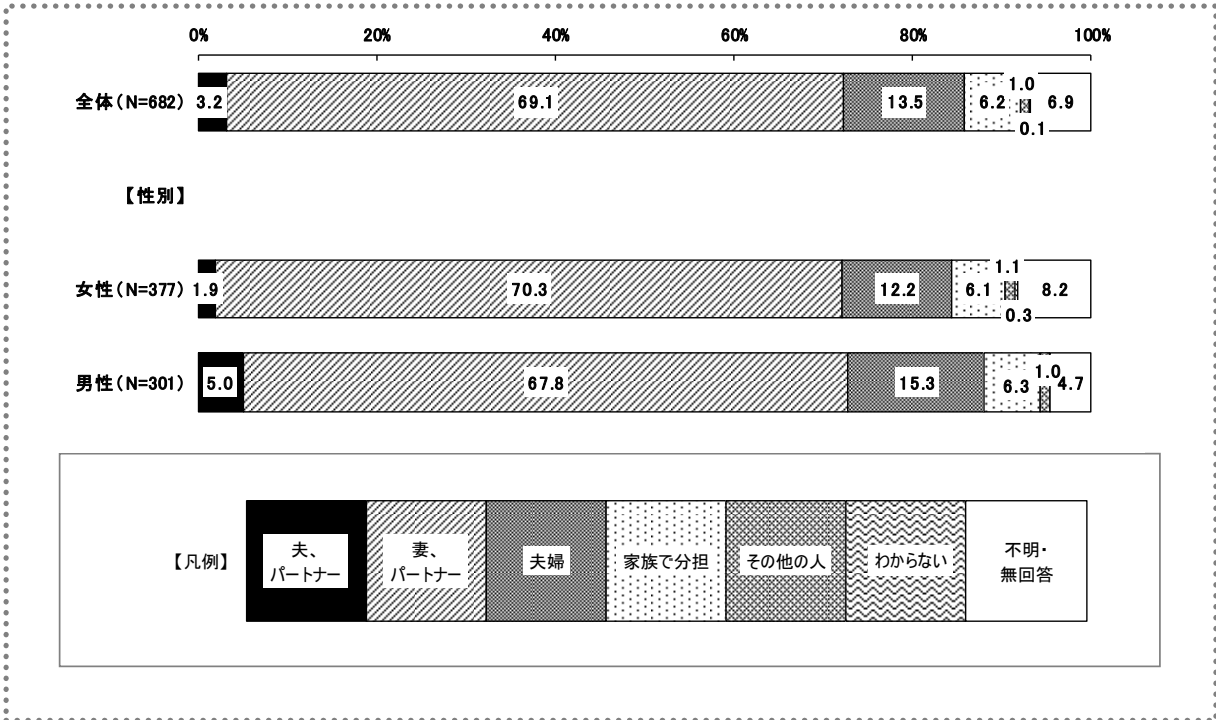 0% 20% 40% 60% 80% 100%
全体(N=682) 3.2 69.1 13.5 6.2 1.0 0.1 6.9
【性別】
女性(N=377) 1.9 70.3 12.2 6.1 1.1 0.3 8.2
男性(N=301) 5.0 67.8 15.3 6.3 1.0 4.7
【凡例】
夫、
パートナー
妻、
パートナー
夫婦
家族で分担
その他の人
わからない
不明・
無回答